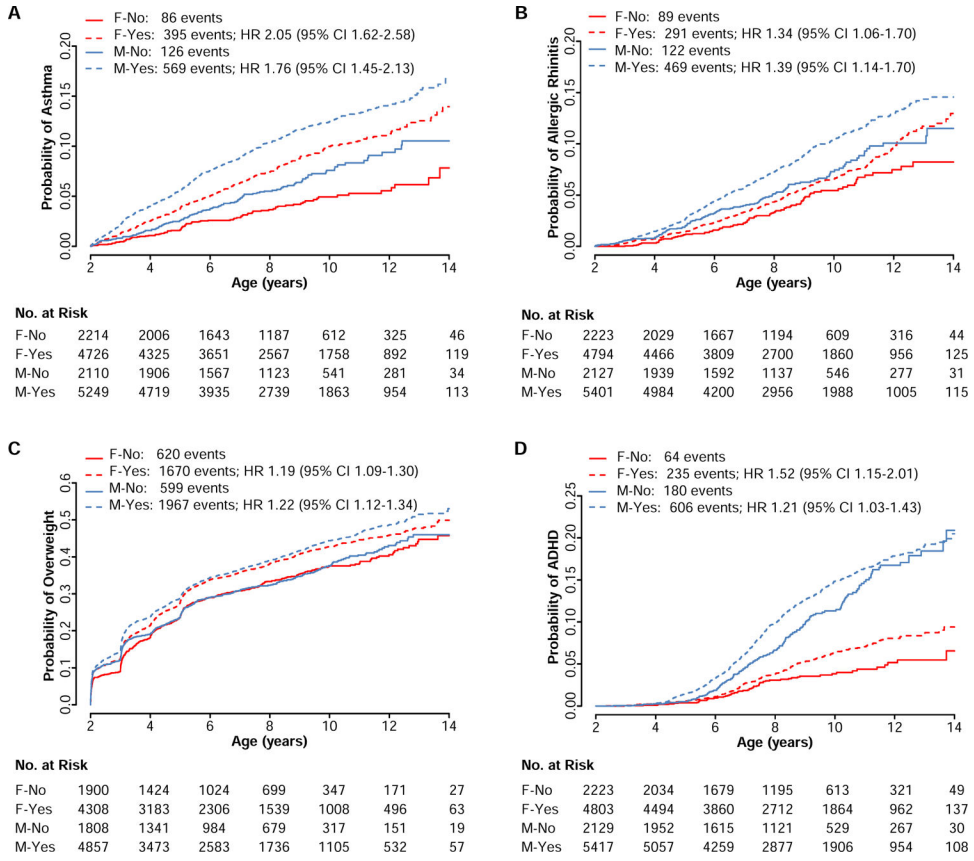 A
F-No: 86 events
F-Yes: 395 events; HR 2.05 (95% CI 1.62-2.58)
M-No: 126 events
M-Yes: 569 events; HR 1.76 (95% CI 1.45-2.13)
Probability of Asthma
0.20
0.15
0.10
0.05
0.00
2 4 6 8 10 12 14
Age (years)
No. at Risk
F-No 2214 2006 1643 1187 612 325 46
F-Yes 4726 4325 3651 2567 1758 892 119
M-No 2110 1906 1567 1123 541 281 34
M-Yes 5249 4719 3935 2739 1863 954 113
B
F-No: 89 events
F-Yes: 291 events; HR 1.34 (95% CI 1.06-1.70)
M-No: 122 events
M-Yes: 469 events; HR 1.39 (95% CI 1.14-1.70)
Probability of Allergic Rhinitis
0.20
0.15
0.10
0.05
0.00
2 4 6 8 10 12 14
Age (years)
No. at Risk
F-No 2223 2029 1667 1194 609 316 44
F-Yes 4794 4466 3809 2700 1860 956 125
M-No 2127 1939 1592 1137 546 277 31
M-Yes 5401 4984 4200 2956 1988 1005 115
C
F-No: 620 events
F-Yes: 1670 events; HR 1.19 (95% CI 1.09-1.30)
M-No: 599 events
M-Yes: 1967 events; HR 1.22 (95% CI 1.12-1.34)
Probability of Overweight
0.6
0.5
0.4
0.3
0.2
0.1
0.0
2 4 6 8 10 12 14
Age (years)
No. at Risk
F-No 1900 1424 1024 699 347 171 27
F-Yes 4308 3183 2306 1539 1008 496 63
M-No 1808 1341 984 679 317 151 19
M-Yes 4857 3473 2583 1736 1105 532 57
D
F-No: 64 events
F-Yes: 235 events; HR 1.52 (95% CI 1.15-2.01)
M-No: 180 events
M-Yes: 606 events; HR 1.21 (95% CI 1.03-1.43)
Probability of ADHD
0.25
0.20
0.15
0.10
0.05
0.00
2 4 6 8 10 12 14
Age (years)
No. at Risk
F-No 2223 2034 1679 1195 613 321 49
F-Yes 4803 4494 3860 2712 1864 962 137
M-No 2129 1952 1615 1121 529 267 30
M-Yes 5417 5057 4259 2877 1906 954 108